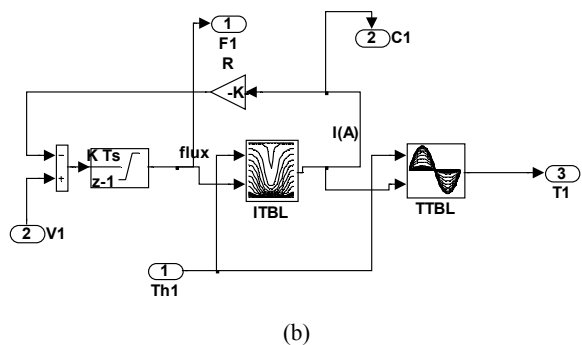 1
F1
R
2 C1
-K
I(A)
flux
K Ts
z-1
−
+
ITBL
TTBL
3
T1
2 V1
1
Th1
(b)